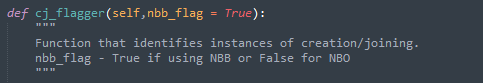 def cj_flagger(self,nbb_flag = True):
"""
Function that identifies instances of creation/joining.
nbb_flag - True if using NBB or False for NBO
"""